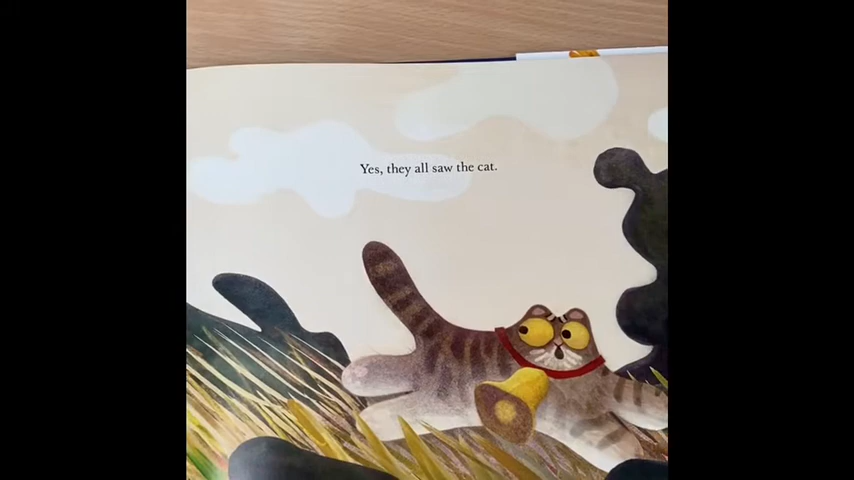 Yes, they all saw the cat.